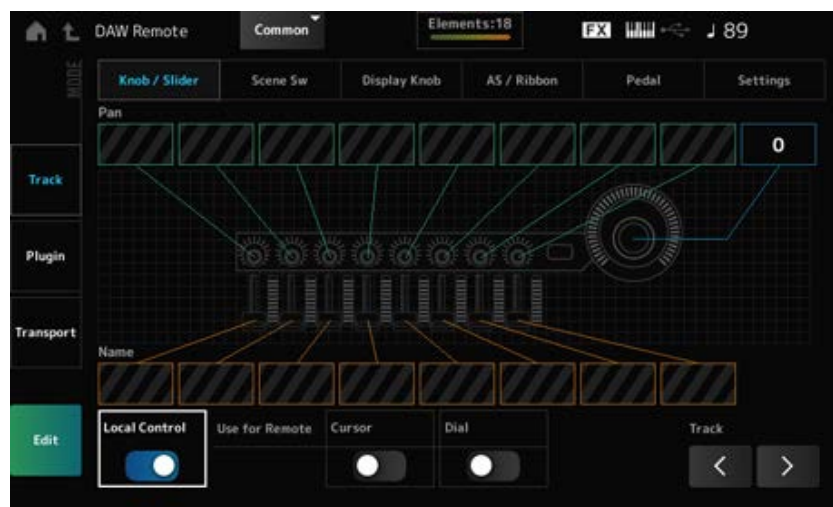 DAW Remote Common Elements:18 FX 89
MODE
Knob / Slider Scene Sw Display Knob AS / Ribbon Pedal Settings
Pan
0
Track
Plugin
Transport
Name
Edit
Local Control Use for Remote Cursor Dial Track